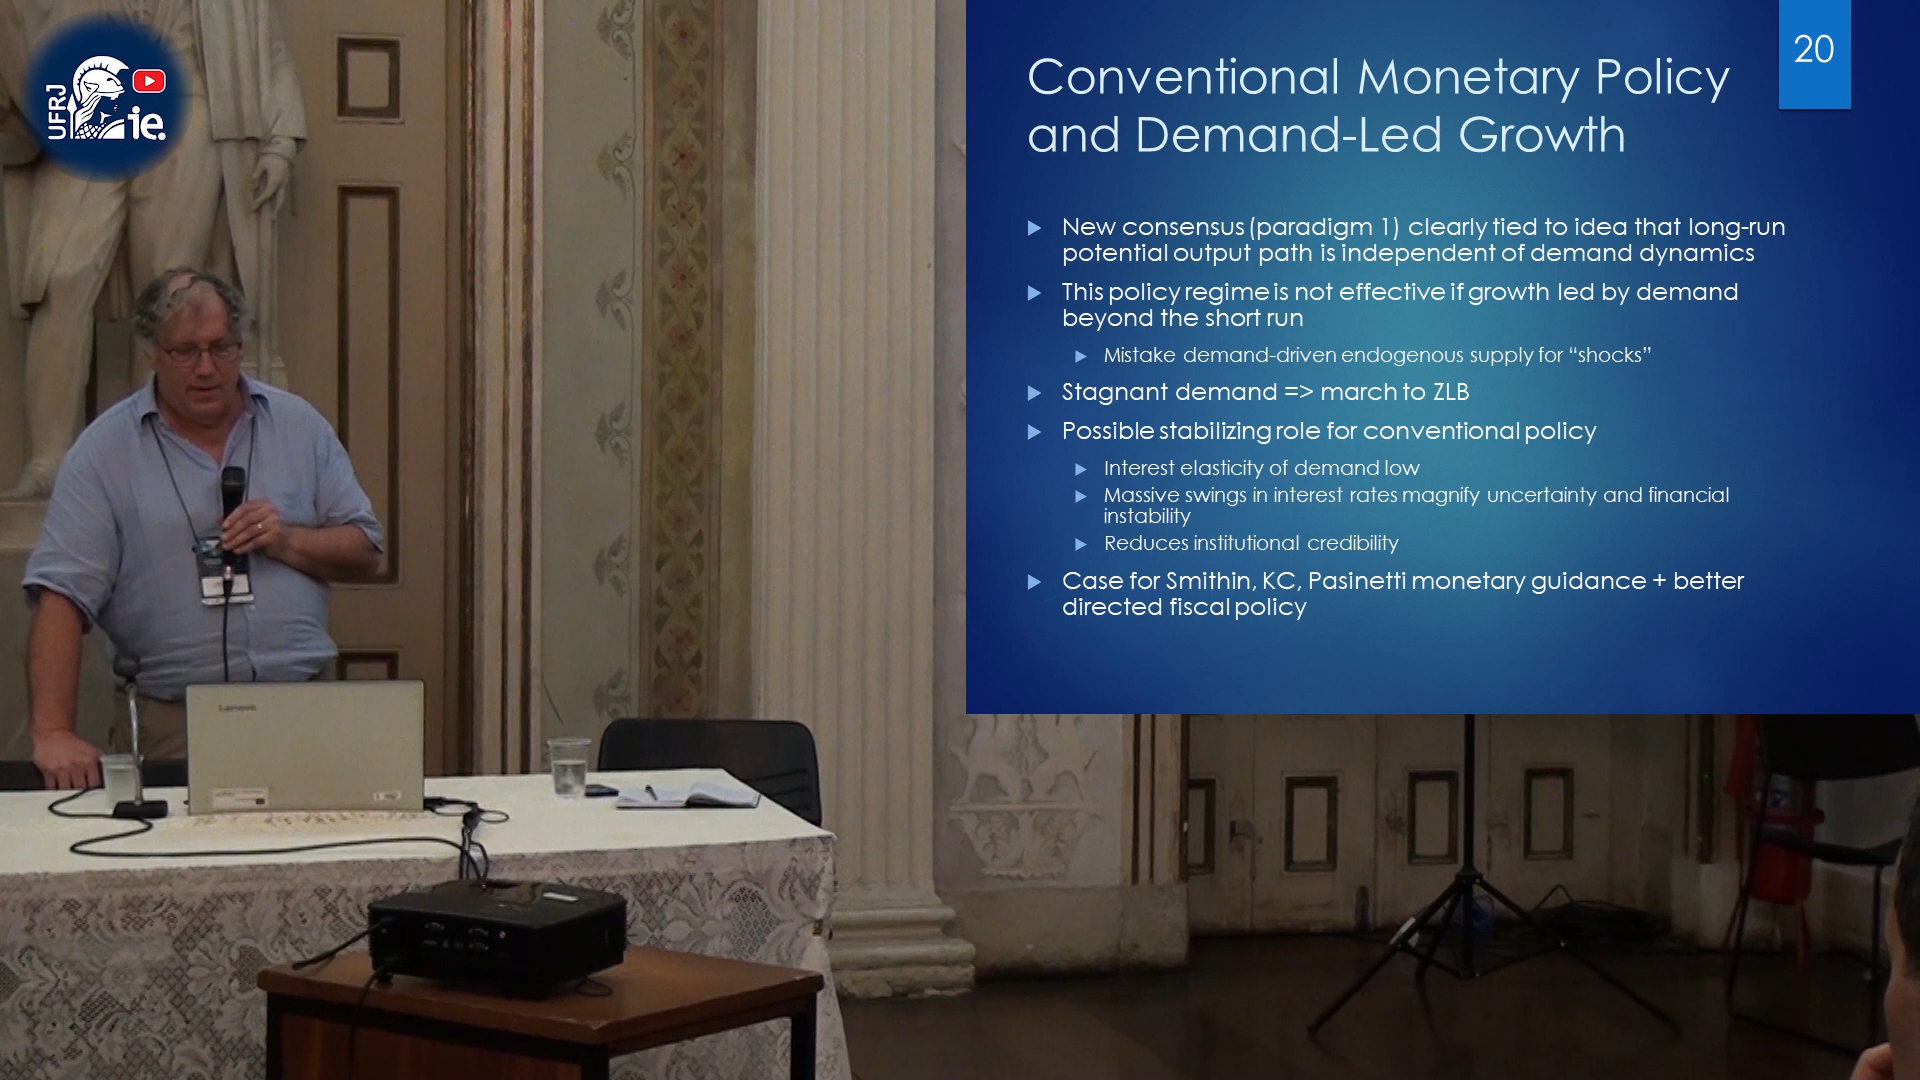 UFRJ
ie.
20
Conventional Monetary Policy
and Demand-Led Growth
New consensus (paradigm 1) clearly tied to idea that long-run
potential output path is independent of demand dynamics
This policy regime is not effective if growth led by demand
beyond the short run
Mistake demand-driven endogenous supply for “shocks”
Stagnant demand => march to ZLB
Possible stabilizing role for conventional policy
Interest elasticity of demand low
Massive swings in interest rates magnify uncertainty and financial
instability
Reduces institutional credibility
Case for Smithin, KC, Pasinetti monetary guidance + better
directed fiscal policy
Lenovo